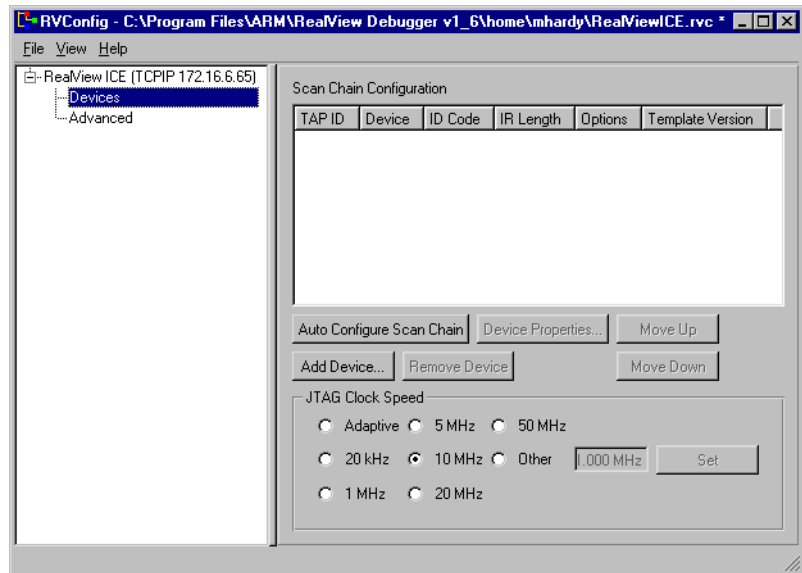 RVConfig - C:\Program Files\ARM\RealView Debugger v1_6\home\mhardy\RealViewICE.rvc *
File View Help
RealView ICE (TCPIP 172.16.6.65)
Devices
Advanced
Scan Chain Configuration
TAP ID Device ID Code IR Length Options Template Version
Auto Configure Scan Chain Device Properties... Move Up
Add Device... Remove Device Move Down
JTAG Clock Speed
Adaptive 5 MHz 50 MHz
20 kHz 10 MHz Other 1.000 MHz Set
1 MHz 20 MHz